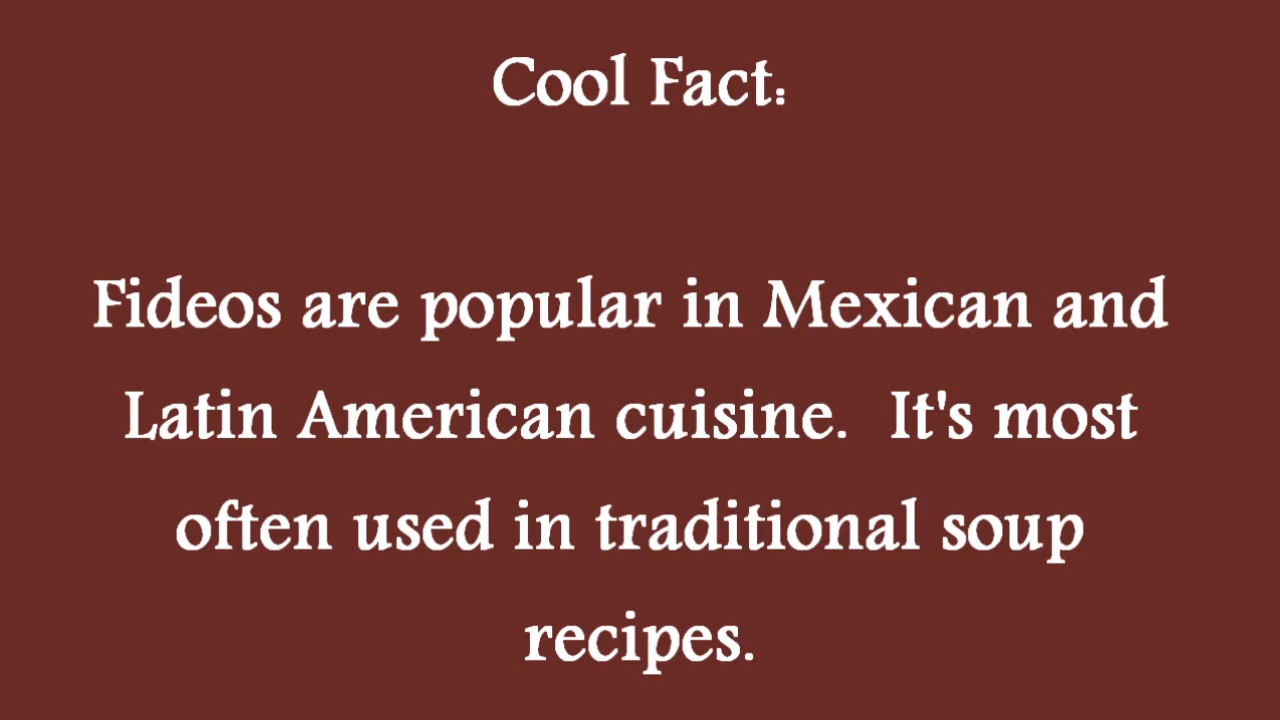 Cool Fact:
Fideos are popular in Mexican and
Latin American cuisine.  It's most
often used in traditional soup
recipes.